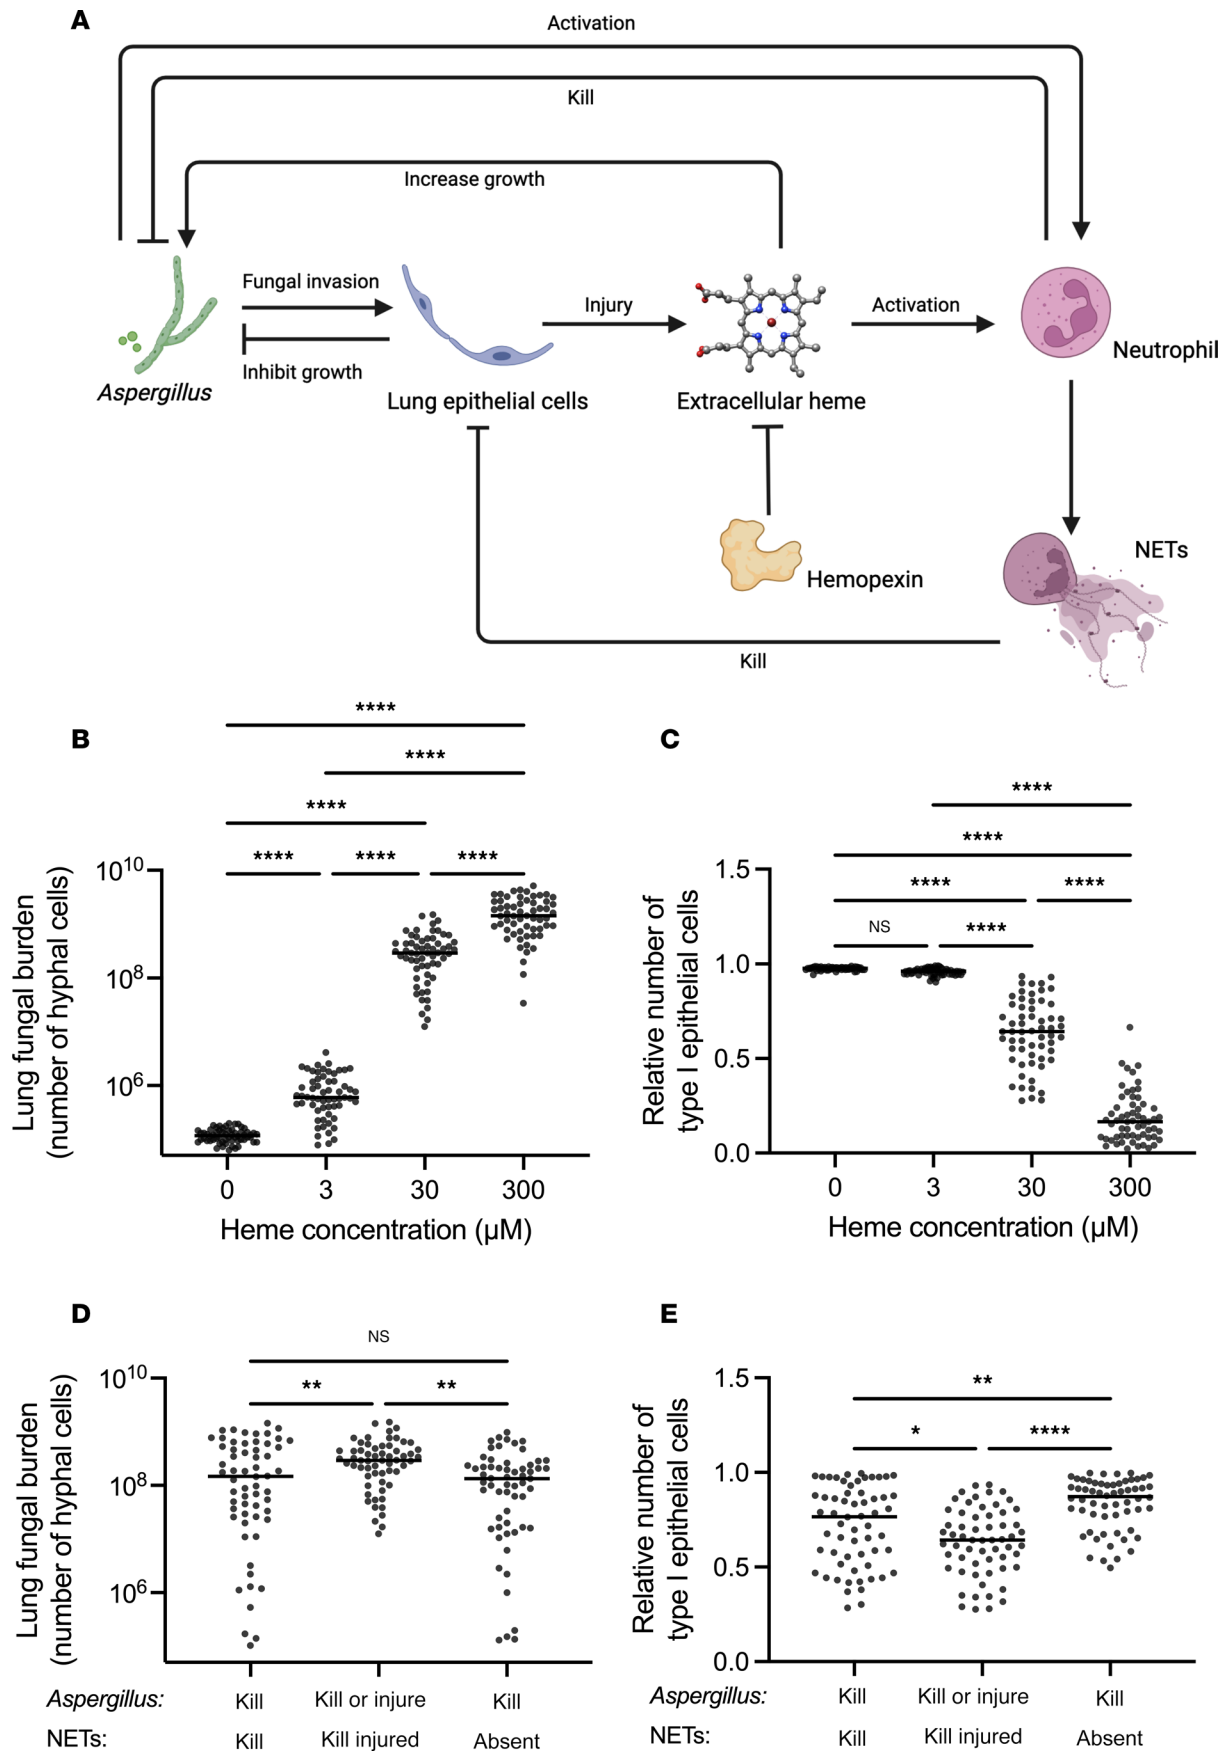 A
Activation
Kill
Increase growth
Fungal invasion
Inhibit growth
Injury
Activation
Aspergillus
Lung epithelial cells
Extracellular heme
Neutrophil
Hemopexin
NETs
Kill
B
****
****
****
**** **** ****
Lung fungal burden
(number of hyphal cells)
10^10
10^8
10^6
0 3 30 300
Heme concentration (µM)
C
****
****
**** ****
NS ****
Relative number of
type I epithelial cells
1.5
1.0
0.5
0.0
0 3 30 300
Heme concentration (µM)
D
NS
** **
Lung fungal burden
(number of hyphal cells)
10^10
10^8
10^6
Aspergillus: Kill Kill or injure Kill
NETs: Kill Kill injured Absent
E
**
* ****
Relative number of
type I epithelial cells
1.5
1.0
0.5
0.0
Aspergillus: Kill Kill or injure Kill
NETs: Kill Kill injured Absent